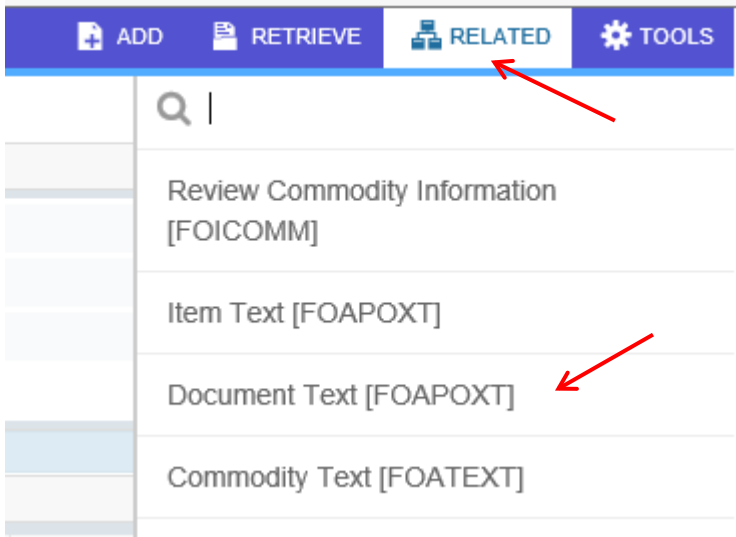 ADD RETRIEVE RELATED TOOLS
Review Commodity Information
[FOICOMM]
Item Text [FOAPOXT]
Document Text [FOAPOXT]
Commodity Text [FOATEXT]